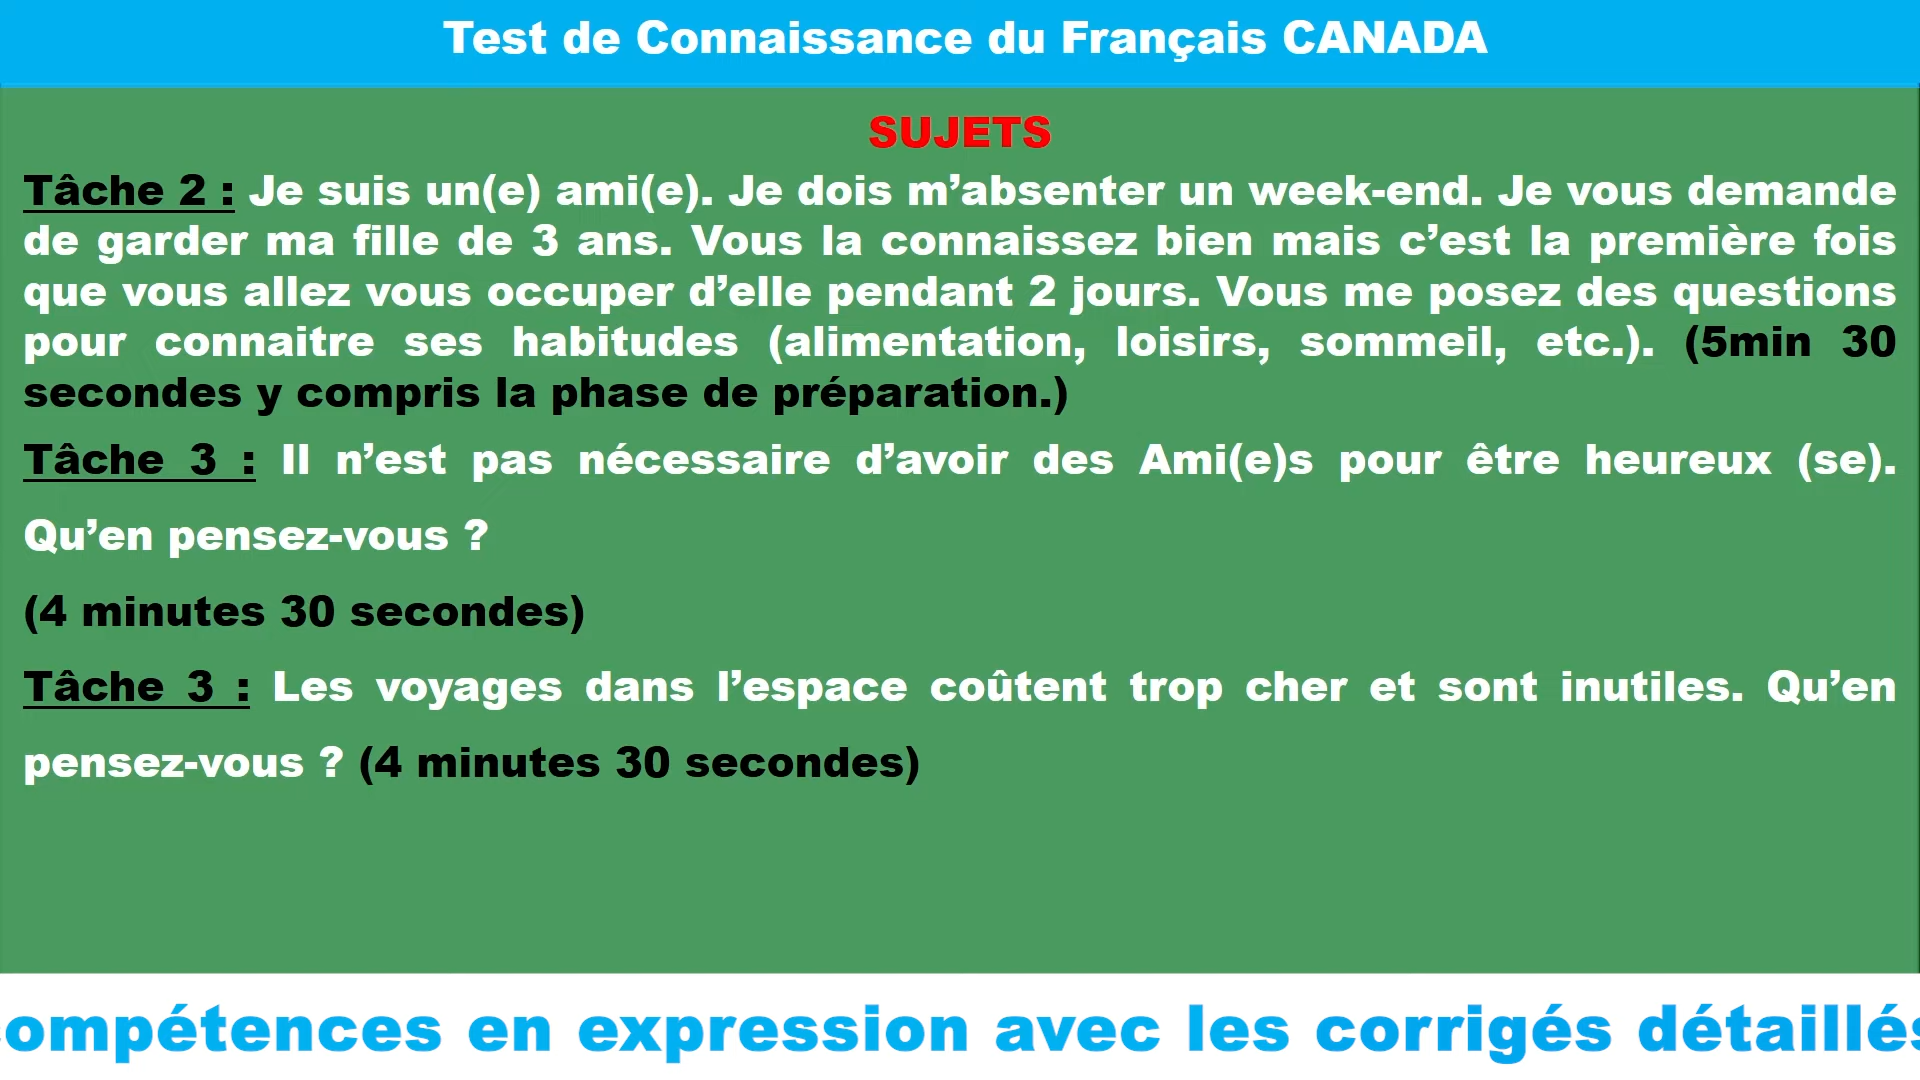 Test de Connaissance du Français CANADA
SUJETS
Tâche 2 : Je suis un(e) ami(e). Je dois m’absenter un week-end. Je vous demande
de garder ma fille de 3 ans. Vous la connaissez bien mais c’est la première fois
que vous allez vous occuper d’elle pendant 2 jours. Vous me posez des questions
pour connaitre ses habitudes (alimentation, loisirs, sommeil, etc.). (5min 30
secondes y compris la phase de préparation.)
Tâche 3 : Il n’est pas nécessaire d’avoir des Ami(e)s pour être heureux (se).
Qu’en pensez-vous ?
(4 minutes 30 secondes)
Tâche 3 : Les voyages dans l’espace coûtent trop cher et sont inutiles. Qu’en
pensez-vous ? (4 minutes 30 secondes)
ompétences en expression avec les corrigés détaillés